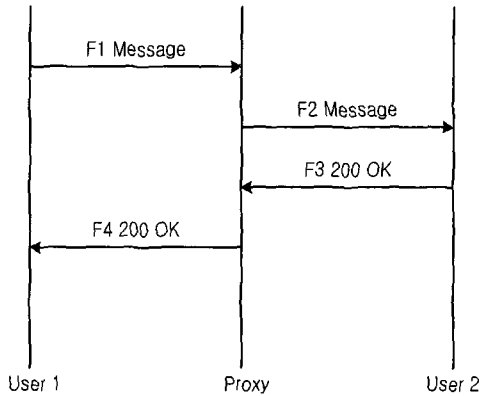 F1 Message
F2 Message
F3 200 OK
F4 200 OK
User 1
Proxy
User 2